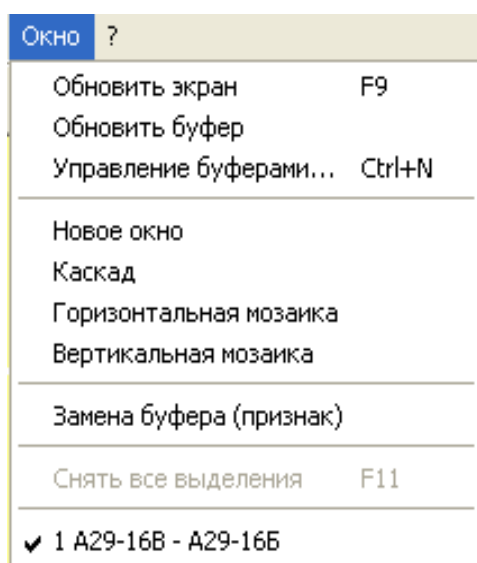 Окно ?
Обновить экран F9
Обновить буфер
Управление буферами... Ctrl+N
Новое окно
Каскад
Горизонтальная мозаика
Вертикальная мозаика
Замена буфера (признак)
Снять все выделения F11
1 А29-16В - А29-16Б